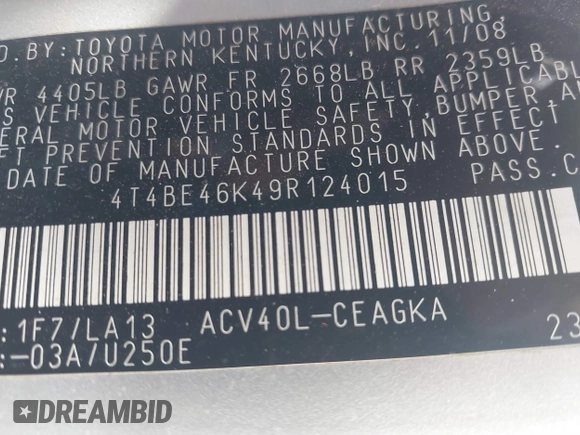 D.BY:TOYOTA MOTOR MANUFACTURING,
NORTHERN KENTUCKY, INC. 11/08
VR 4405LB GAWR FR 2668LB RR 2359LB
S VEHICLE CONFORMS TO ALL APPLICABL
ERAL MOTOR VEHICLE SAFETY, BUMPER, A
FT PREVENTION STANDARDS IN EFFECT
DATE OF MANUFACTURE SHOWN ABOVE.
4T4BE46K49R124015 PASS.C
:1F7/LA13 ACV40L-CEAGKA
:-03A/U250E 23
DREAMBID